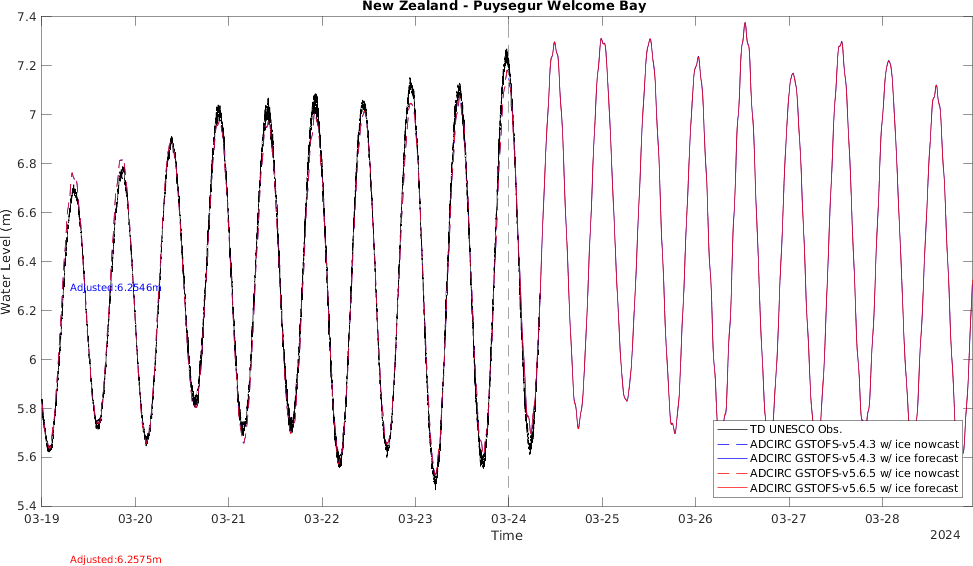 New Zealand - Puysegur Welcome Bay
7.4
7.2
7
6.8
6.6
6.4
6.2
6
5.8
5.6
5.4
Water Level (m)
Adjusted:6.2546m
TD UNESCO Obs.
ADCIRC GSTOFS-v5.4.3 w/ ice nowcast
ADCIRC GSTOFS-v5.4.3 w/ ice forecast
ADCIRC GSTOFS-v5.6.5 w/ ice nowcast
ADCIRC GSTOFS-v5.6.5 w/ ice forecast
03-19 03-20 03-21 03-22 03-23 03-24 03-25 03-26 03-27 03-28
Time
2024
Adjusted:6.2575m